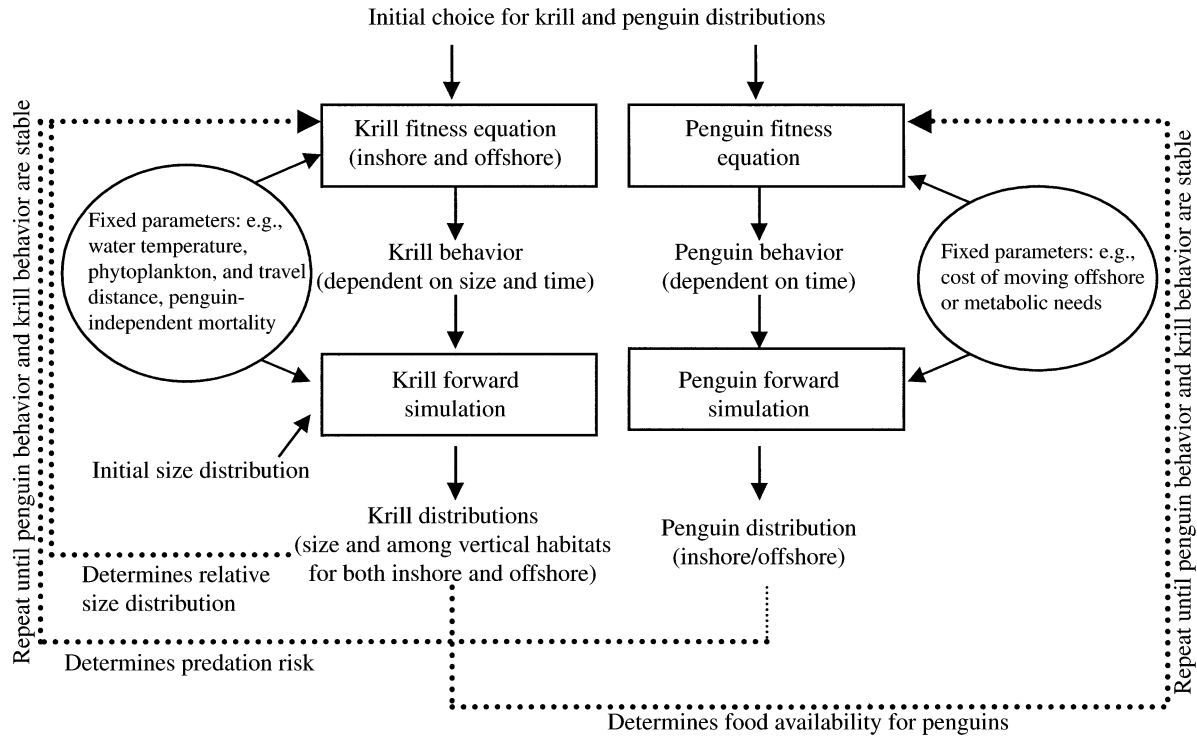 Initial choice for krill and penguin distributions
Krill fitness equation
(inshore and offshore)
Penguin fitness
equation
Repeat until penguin behavior and krill behavior are stable
Fixed parameters: e.g.,
water temperature,
phytoplankton, and travel
distance, penguin-
independent mortality
Krill behavior
(dependent on size and time)
Penguin behavior
(dependent on time)
Fixed parameters: e.g.,
cost of moving offshore
or metabolic needs
Repeat until penguin behavior and krill behavior are stable
Krill forward
simulation
Penguin forward
simulation
Initial size distribution
Krill distributions
(size and among vertical habitats
for both inshore and offshore)
Penguin distribution
(inshore/offshore)
Determines relative
size distribution
Determines predation risk
Determines food availability for penguins